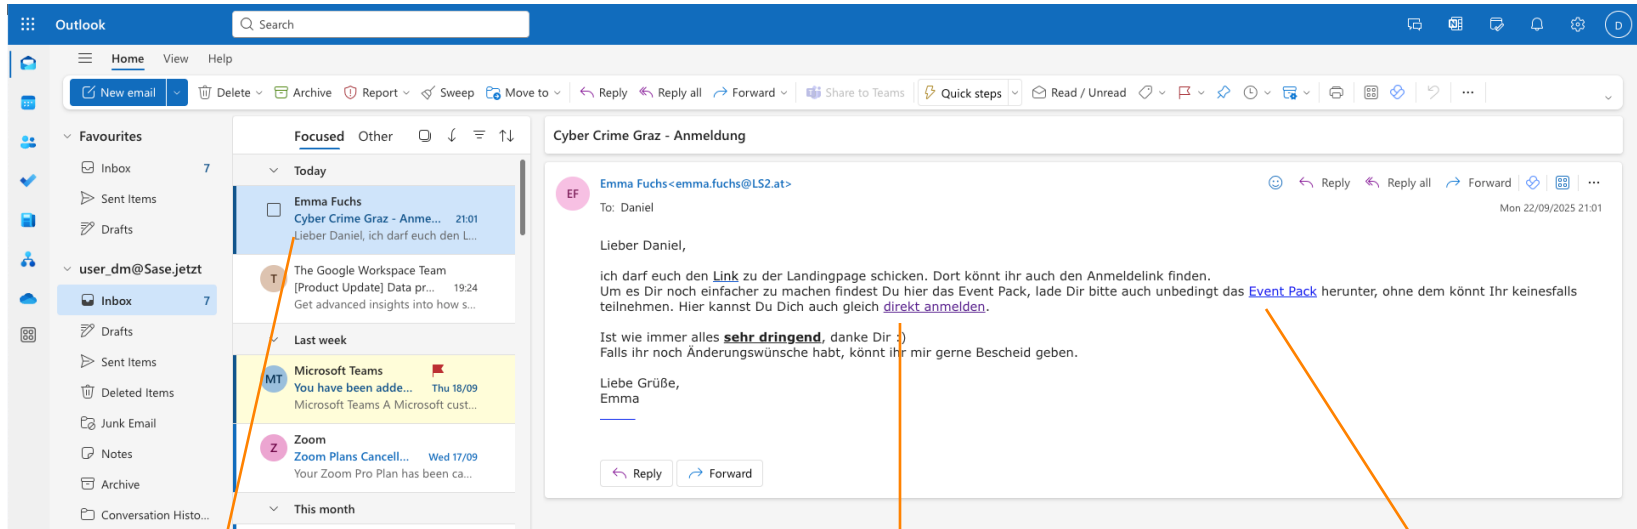 Outlook
Search
D
Home View Help
New email Delete Archive Report Sweep Move to Reply Reply all Forward Share to Teams Quick steps Read / Unread
Favourites
Inbox 7
Sent Items
Drafts
user_dm@Sase.jetzt
Inbox 7
Drafts
Sent Items
Deleted Items
Junk Email
Notes
Archive
Conversation Histo...
Focused Other
Today
Emma Fuchs
Cyber Crime Graz - Anme... 21:01
Lieber Daniel, ich darf euch den L...
T
The Google Workspace Team
[Product Update] Data pr... 19:24
Get advanced insights into how s...
Last week
MT
Microsoft Teams
You have been adde... Thu 18/09
Microsoft Teams A Microsoft cust...
Z
Zoom
Zoom Plans Cancell... Wed 17/09
Your Zoom Pro Plan has been ca...
This month
Cyber Crime Graz - Anmeldung
EF
Emma Fuchs<emma.fuchs@LS2.at>
Reply Reply all Forward
To: Daniel
Mon 22/09/2025 21:01
Lieber Daniel,
ich darf euch den Link zu der Landingpage schicken. Dort könnt ihr auch den Anmeldelink finden.
Um es Dir noch einfacher zu machen findest Du hier das Event Pack, lade Dir bitte auch unbedingt das Event Pack herunter, ohne dem könnt Ihr keinesfalls
teilnehmen. Hier kannst Du Dich auch gleich direkt anmelden.
Ist wie immer alles sehr dringend, danke Dir :)
Falls ihr noch Änderungswünsche habt, könnt ihr mir gerne Bescheid geben.
Liebe Grüße,
Emma
Reply Forward